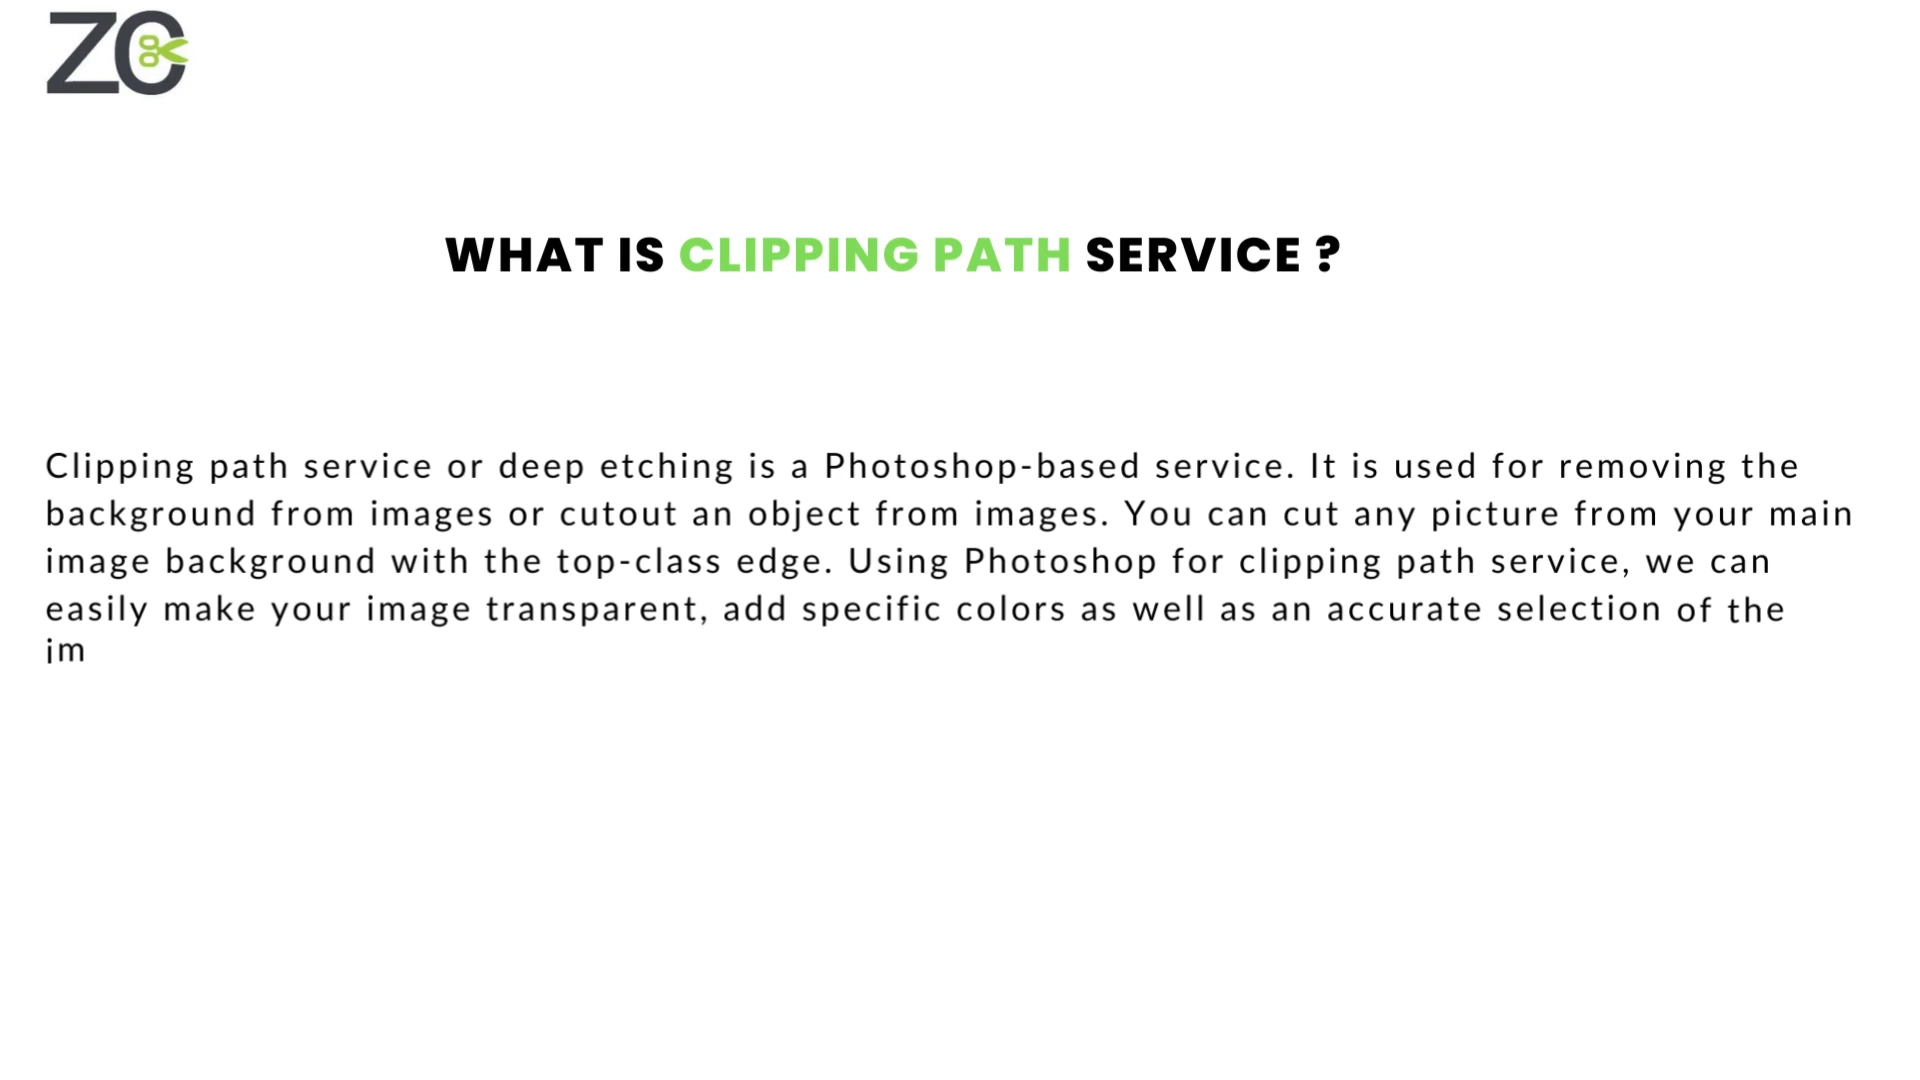 ZC
WHAT IS CLIPPING PATH SERVICE ?
Clipping path service or deep etching is a Photoshop-based service. It is used for removing the
background from images or cutout an object from images. You can cut any picture from your main
image background with the top-class edge. Using Photoshop for clipping path service, we can
easily make your image transparent, add specific colors as well as an accurate selection of the
im